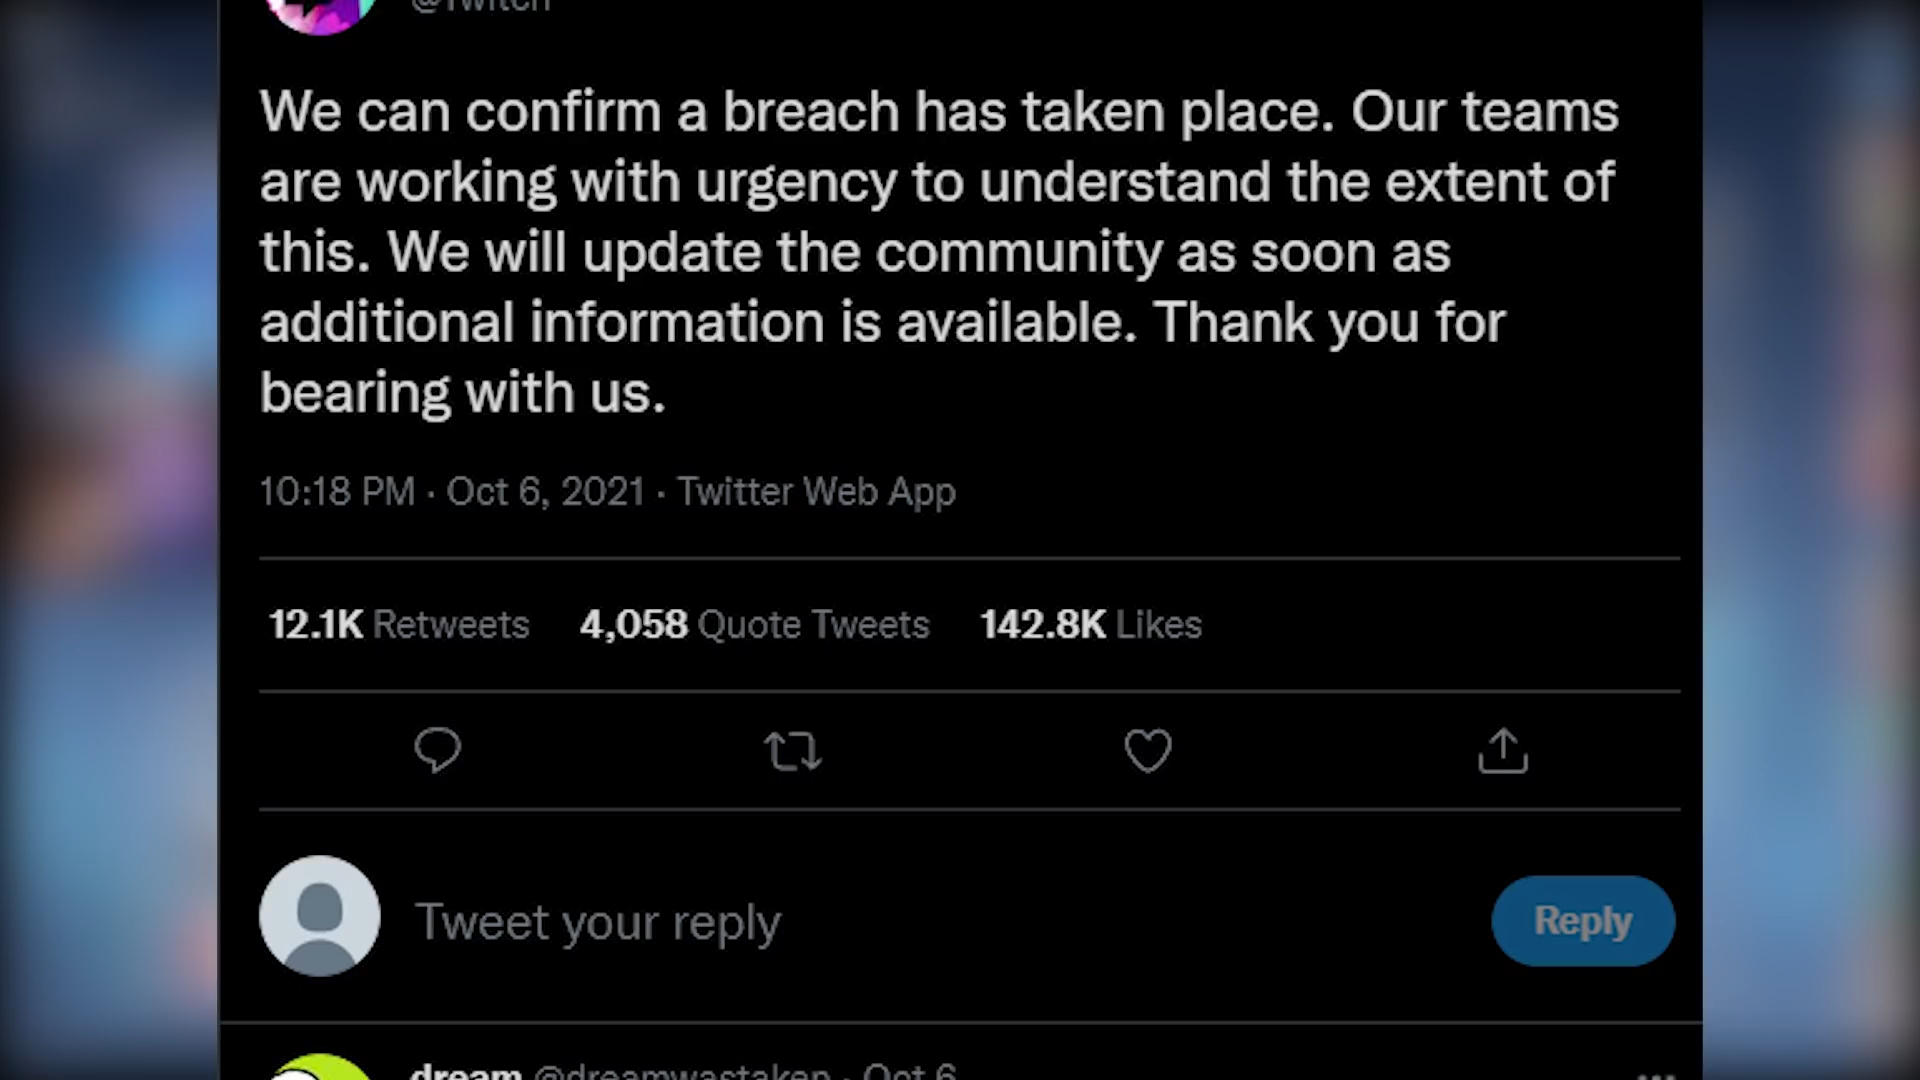 @Twitch
We can confirm a breach has taken place. Our teams
are working with urgency to understand the extent of
this. We will update the community as soon as
additional information is available. Thank you for
bearing with us.
10:18 PM · Oct 6, 2021 · Twitter Web App
12.1K Retweets 4,058 Quote Tweets 142.8K Likes
Tweet your reply
Reply
dream @dreamwastaken · Oct 6